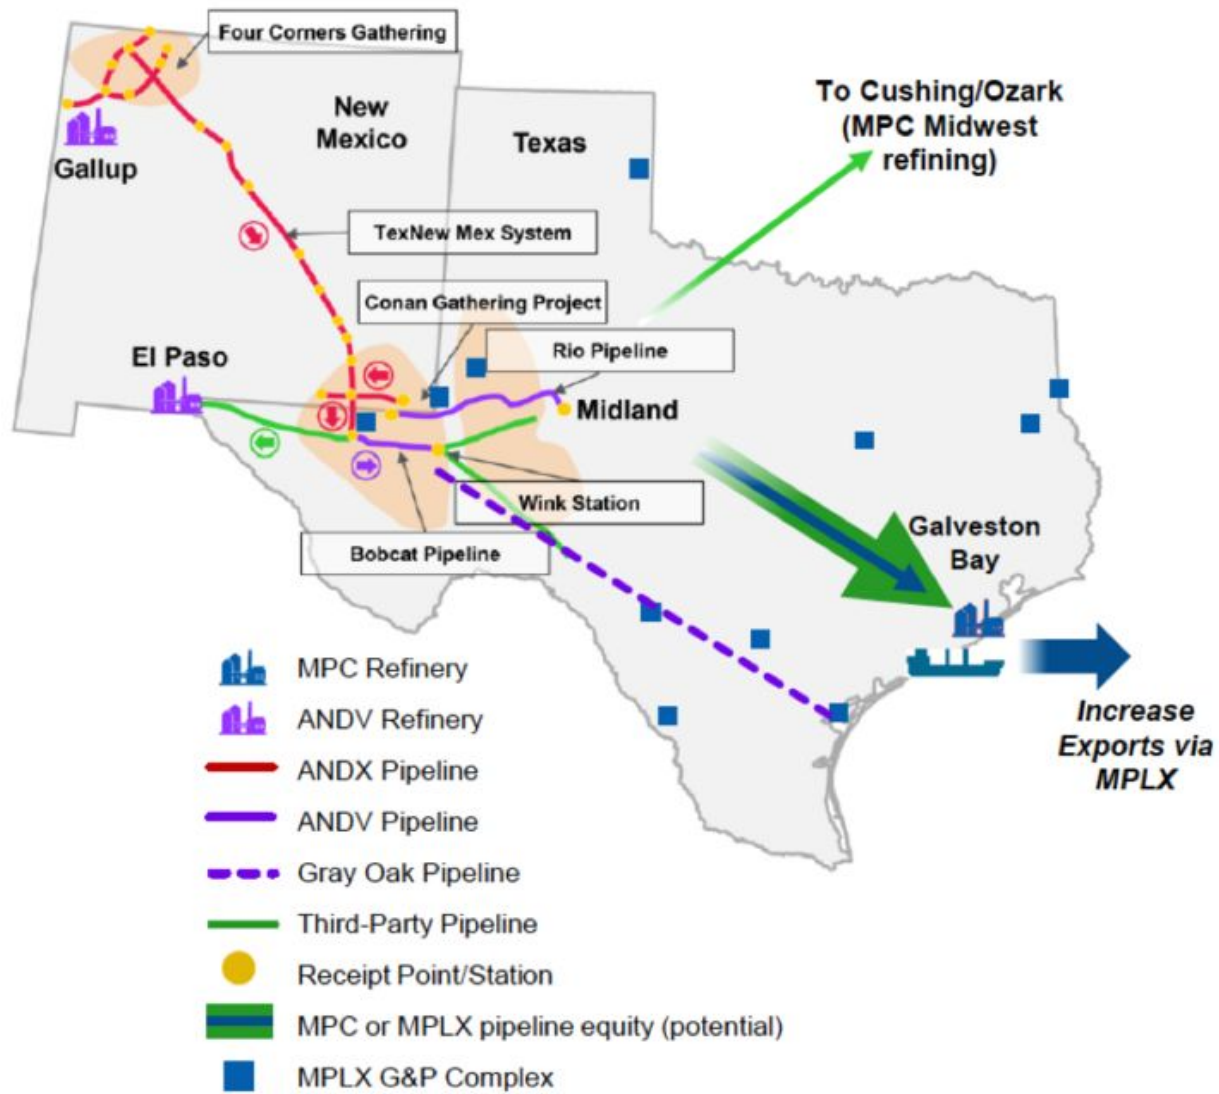 Four Corners Gathering
New
Mexico
Texas
To Cushing/Ozark
(MPC Midwest
refining)
Gallup
TexNew Mex System
Conan Gathering Project
Rio Pipeline
El Paso
Midland
Wink Station
Bobcat Pipeline
Galveston
Bay
Increase
Exports via
MPLX
MPC Refinery
ANDV Refinery
ANDX Pipeline
ANDV Pipeline
Gray Oak Pipeline
Third-Party Pipeline
Receipt Point/Station
MPC or MPLX pipeline equity (potential)
MPLX G&P Complex